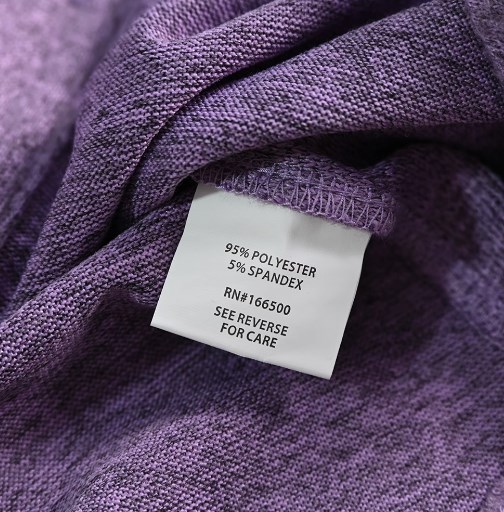 95% POLYESTER
5% SPANDEX
RN#166500
SEE REVERSE
FOR CARE